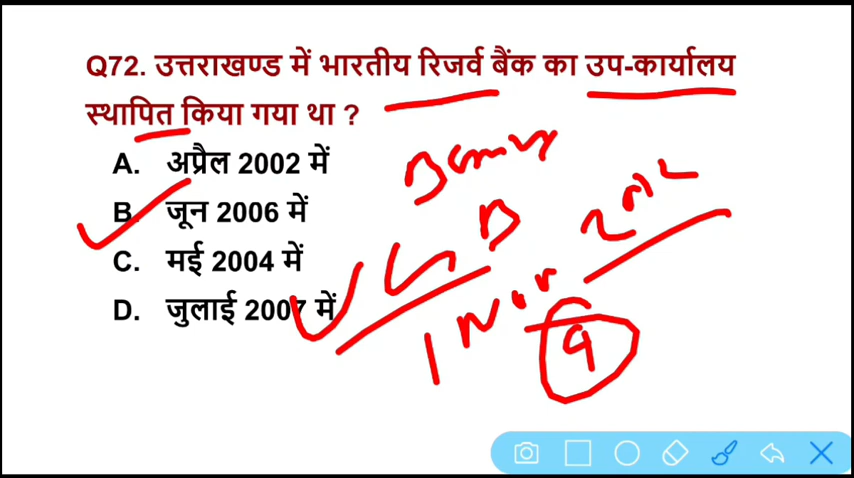 Q72. उत्तराखण्ड में भारतीय रिजर्व बैंक का उप-कार्यालय
स्थापित किया गया था ?
A. अप्रैल 2002 में
B. जून 2006 में
C. मई 2004 में
D. जुलाई 2007 में